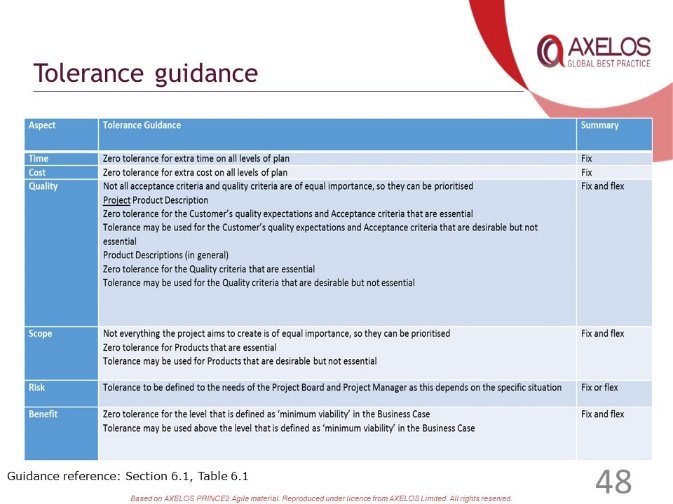 AXELOS
GLOBAL BEST PRACTICE
Tolerance guidance
Aspect Tolerance Guidance Summary
Time Zero tolerance for extra time on all levels of plan Fix
Cost Zero tolerance for extra cost on all levels of plan Fix
Quality Not all acceptance criteria and quality criteria are of equal importance, so they can be prioritised Fix and flex
Project Product Description
Zero tolerance for the Customer's quality expectations and Acceptance criteria that are essential
Tolerance may be used for the Customer's quality expectations and Acceptance criteria that are desirable but not
essential
Product Descriptions (in general)
Zero tolerance for the Quality criteria that are essential
Tolerance may be used for the Quality criteria that are desirable but not essential
Scope Not everything the project aims to create is of equal importance, so they can be prioritised Fix and flex
Zero tolerance for Products that are essential
Tolerance may be used for Products that are desirable but not essential
Risk Tolerance to be defined to the needs of the Project Board and Project Manager as this depends on the specific situation Fix or flex
Benefit Zero tolerance for the level that is defined as 'minimum viability' in the Business Case Fix and flex
Tolerance may be used above the level that is defined as 'minimum viability' in the Business Case
Guidance reference: Section 6.1, Table 6.1
48
Based on AXELOS PRINCE2 Agile material. Reproduced under licence from AXELOS Limited. All rights reserved.